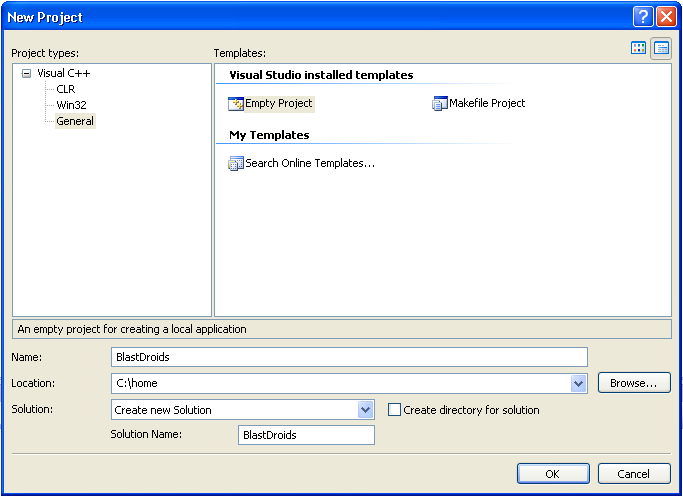 New Project
Project types:
Templates:
Visual C++
CLR
Win32
General
Visual Studio installed templates
Empty Project
Makefile Project
My Templates
Search Online Templates...
An empty project for creating a local application
Name:
BlastDroids
Location:
C:\home
Browse...
Solution:
Create new Solution
Create directory for solution
Solution Name:
BlastDroids
OK
Cancel